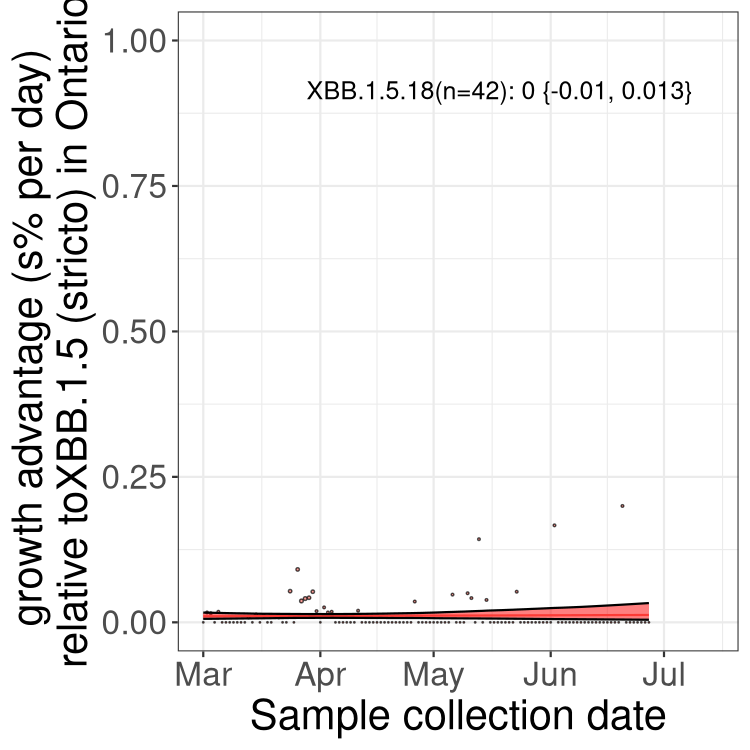 growth advantage (s% per day)
relative toXBB.1.5 (stricto) in Ontario
1.00
0.75
0.50
0.25
0.00
XBB.1.5.18(n=42): 0 {-0.01, 0.013}
Mar Apr May Jun Jul
Sample collection date